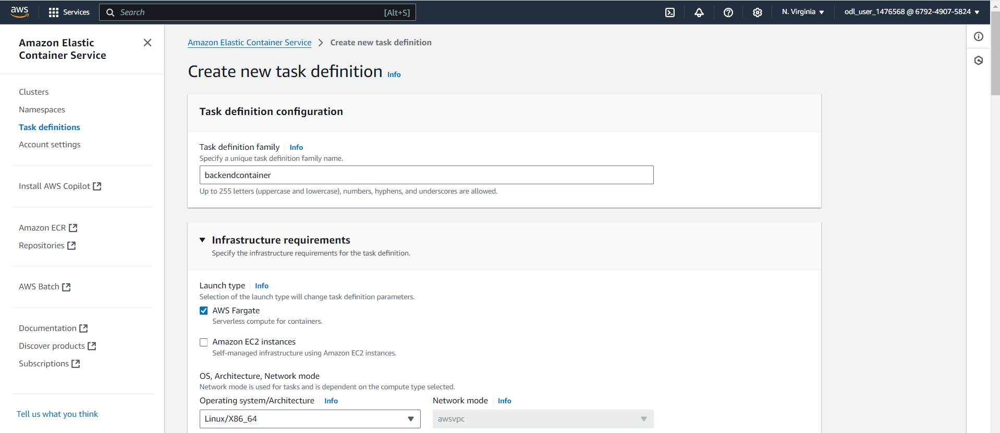 aws
Services
Search
[Alt+S]
N. Virginia
odl_user_1476568 @ 6792-4907-5824
Amazon Elastic
Container Service
Clusters
Namespaces
Task definitions
Account settings
Install AWS Copilot
Amazon ECR
Repositories
AWS Batch
Documentation
Discover products
Subscriptions
Tell us what you think
Amazon Elastic Container Service > Create new task definition
Create new task definition Info
Task definition configuration
Task definition family Info
Specify a unique task definition family name.
backendcontainer
Up to 255 letters (uppercase and lowercase), numbers, hyphens, and underscores are allowed.
Infrastructure requirements
Specify the infrastructure requirements for the task definition.
Launch type Info
Selection of the launch type will change task definition parameters.
AWS Fargate
Serverless compute for containers.
Amazon EC2 instances
Self-managed infrastructure using Amazon EC2 instances.
OS, Architecture, Network mode
Network mode is used for tasks and is dependent on the compute type selected.
Operating system/Architecture Info
Linux/X86_64
Network mode Info
awsvpc